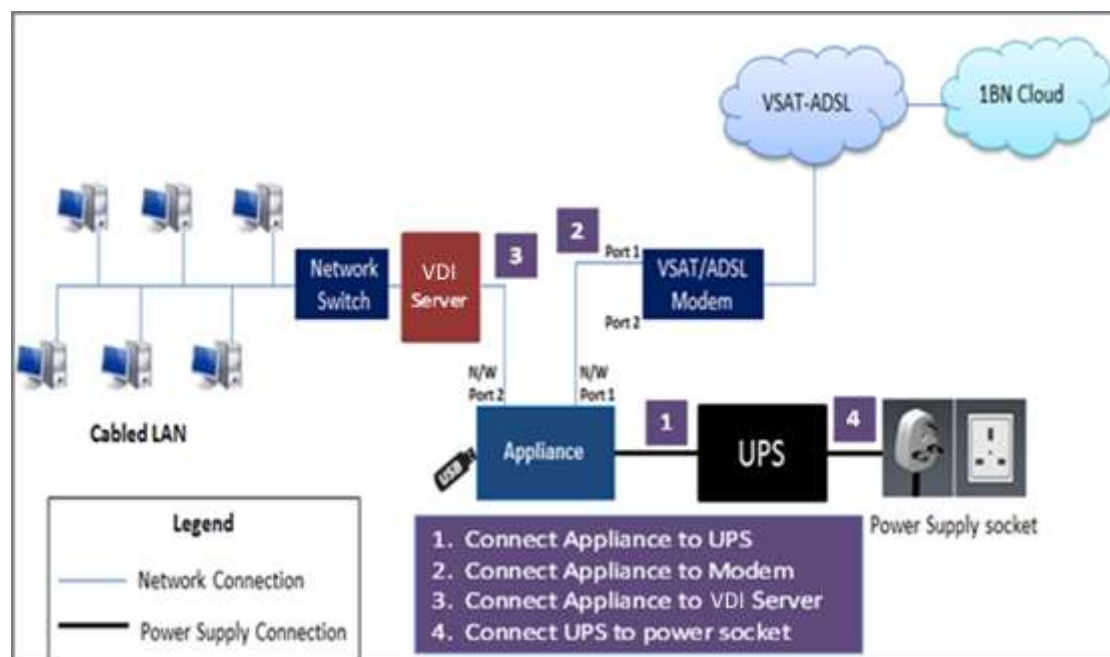 VSAT-ADSL
1BN Cloud
Network
Switch
VDI
Server
3
2
Port 1
VSAT/ADSL
Modem
Port 2
N/W
Port 2
N/W
Port 1
Cabled LAN
USB
Appliance
1
UPS
4
Power Supply socket
Legend
Network Connection
Power Supply Connection
1. Connect Appliance to UPS
2. Connect Appliance to Modem
3. Connect Appliance to VDI Server
4. Connect UPS to power socket